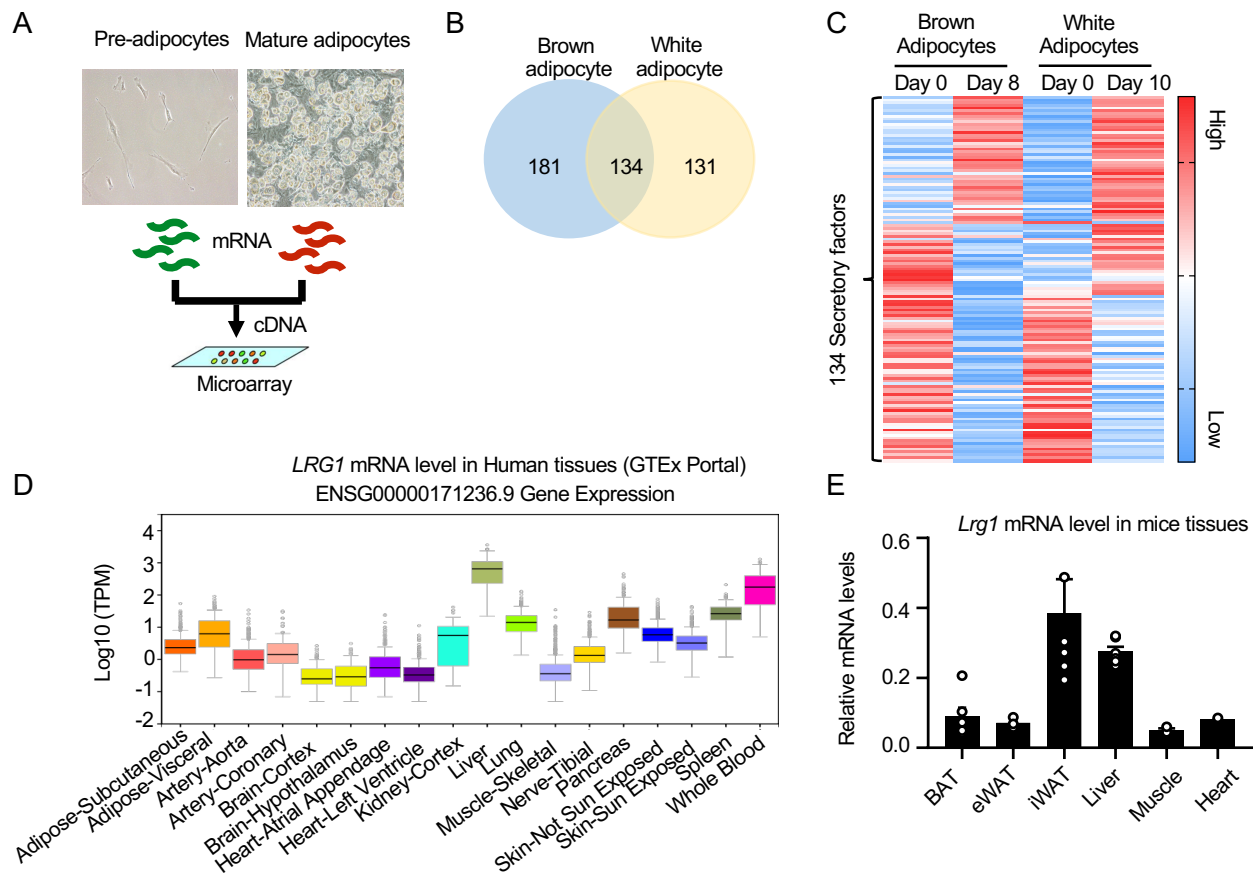 A
Pre-adipocytes
Mature adipocytes
mRNA
cDNA
Microarray
B
Brown
adipocyte
White
adipocyte
181
134
131
C
Brown
Adipocytes
White
Adipocytes
Day 0
Day 8
Day 0
Day 10
134 Secretory factors
High
Low
D
LRG1 mRNA level in Human tissues (GTEx Portal)
ENSG00000171236.9 Gene Expression
Log10 (TPM)
4
3
2
1
0
-1
-2
Adipose-Subcutaneous
Adipose-Visceral
Artery-Aorta
Artery-Coronary
Brain-Cortex
Brain-Hypothalamus
Heart-Atrial Appendage
Heart-Left Ventricle
Kidney-Cortex
Liver
Lung
Muscle-Skeletal
Nerve-Tibial
Pancreas
Skin-Not Sun Exposed
Skin-Sun Exposed
Spleen
Whole Blood
E
Lrg1 mRNA level in mice tissues
Relative mRNA levels
0.6
0.4
0.2
0.0
BAT
eWAT
iWAT
Liver
Muscle
Heart